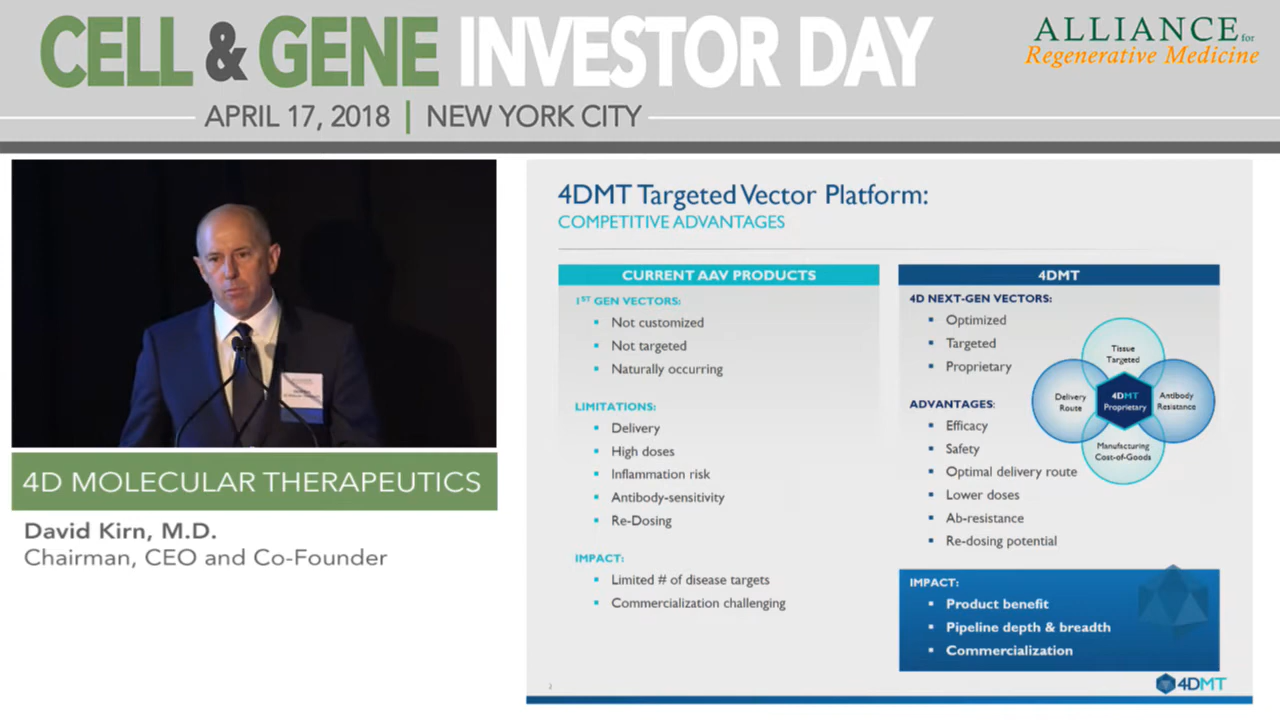 CELL & GENE INVESTOR DAY
APRIL 17, 2018 | NEW YORK CITY
ALLIANCE for
Regenerative Medicine
4D MOLECULAR THERAPEUTICS
David Kirn, M.D.
Chairman, CEO and Co-Founder
4DMT Targeted Vector Platform:
COMPETITIVE ADVANTAGES
CURRENT AAV PRODUCTS
1ST GEN VECTORS:
Not customized
Not targeted
Naturally occurring
LIMITATIONS:
Delivery
High doses
Inflammation risk
Antibody-sensitivity
Re-Dosing
IMPACT:
Limited # of disease targets
Commercialization challenging
4DMT
4D NEXT-GEN VECTORS:
Optimized
Targeted
Proprietary
ADVANTAGES:
Efficacy
Safety
Optimal delivery route
Lower doses
Ab-resistance
Re-dosing potential
Tissue
Targeted
Delivery
Route
4DMT
Proprietary
Antibody
Resistance
Manufacturing
Cost-of-Goods
IMPACT:
Product benefit
Pipeline depth & breadth
Commercialization
2
4DMT